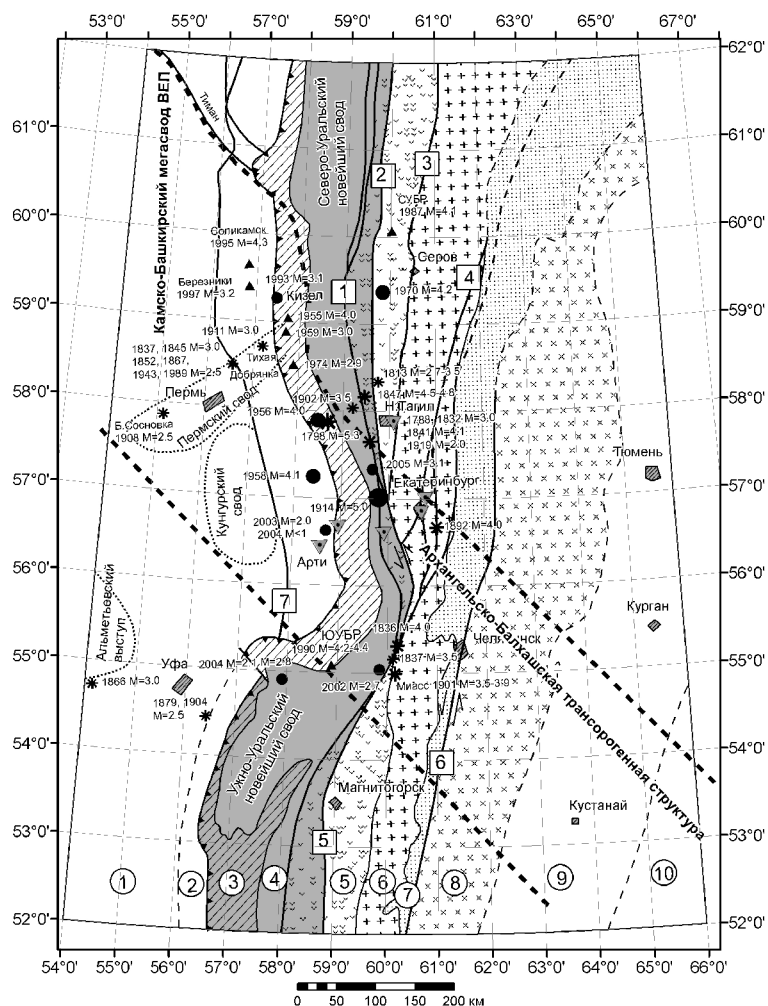 53°0' 55°0' 57°0' 59°0' 61°0' 63°0' 65°0' 67°0'
62°0' 62°0'
61°0' 61°0'
60°0' 60°0'
59°0' 59°0'
58°0' 58°0'
57°0' 57°0'
56°0' 56°0'
55°0' 55°0'
54°0' 54°0'
53°0' 53°0'
52°0' 52°0'
Тиман
Камско-Башкирский мегасвод ВЕП
Северо-Уральский
новейший свод
2
3
СУБР
1987 M=4.1
Соликамск
1995 M=4.3
Серов
4
Березники
1997 M=3.2
1993 M=3.1
Кизел
1
1970 M=4.2
1955 M=4.0
1911 M=3.0
1959 M=3.0
1837, 1845 M=3.0
1852, 1867,
1943, 1989 M=2.5
Тихая
Добрянка
1974 M=2.9
1813 M=2.7-3.5
1847 M=4.5-4.8
Пермь
1902 M=3.5
Н.Тагил
Б.Сосновка
1908 M=2.5
Пермский свод
1956 M=4.0
1788, 1832 M=3.0
1841 M=4.1
1919 M=2.0
1798 M=5.3
2005 M=3.1
Тюмень
Кунгурский
свод
1958 M=4.1
Екатеринбург
1914 M=5.0
2003 M=2.0
2004 M<1
1892 M=4.0
Арти
Архангельско-Балхашская трансорогенная структура
Альметьевский
выступ
7
Курган
1836 M=4.0
ЮУБР
1990 M=4.2-4.4
Челябинск
Уфа
2004 M=2.1, M=2.8
1837 M=3.5
1866 M=3.0
2002 M=2.7
Миасс 1901 M=3.5-3.9
1879, 1904
M=2.5
Ужно-Уральский
новейший свод
6
Магнитогорск
Кустанай
5
1 2 3 4 5 6 7 8 9 10
54°0' 55°0' 56°0' 57°0' 58°0' 59°0' 60°0' 61°0' 62°0' 63°0' 64°0' 65°0' 66°0'
0 50 100 150 200 км